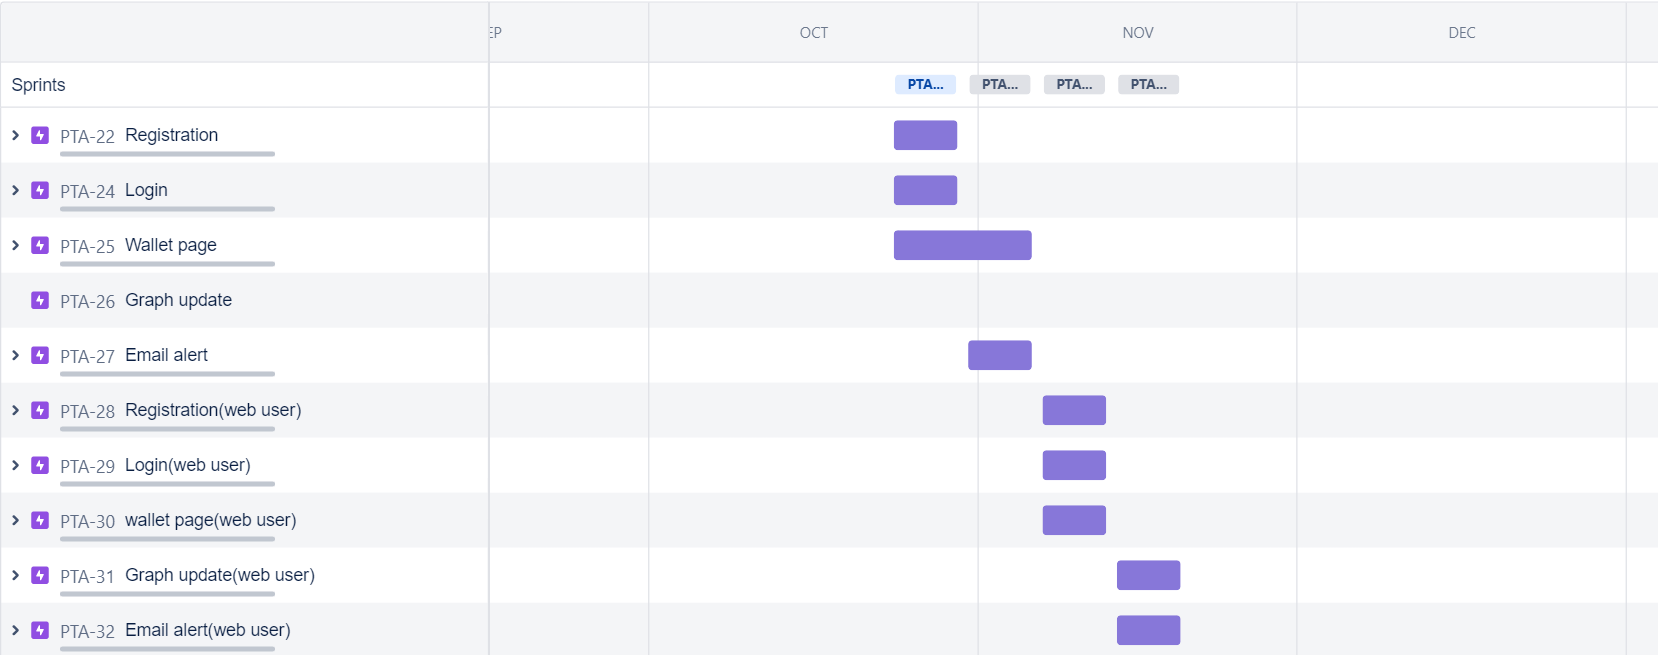 EP OCT NOV DEC
Sprints PTA... PTA... PTA... PTA...
PTA-22 Registration
PTA-24 Login
PTA-25 Wallet page
PTA-26 Graph update
PTA-27 Email alert
PTA-28 Registration(web user)
PTA-29 Login(web user)
PTA-30 wallet page(web user)
PTA-31 Graph update(web user)
PTA-32 Email alert(web user)